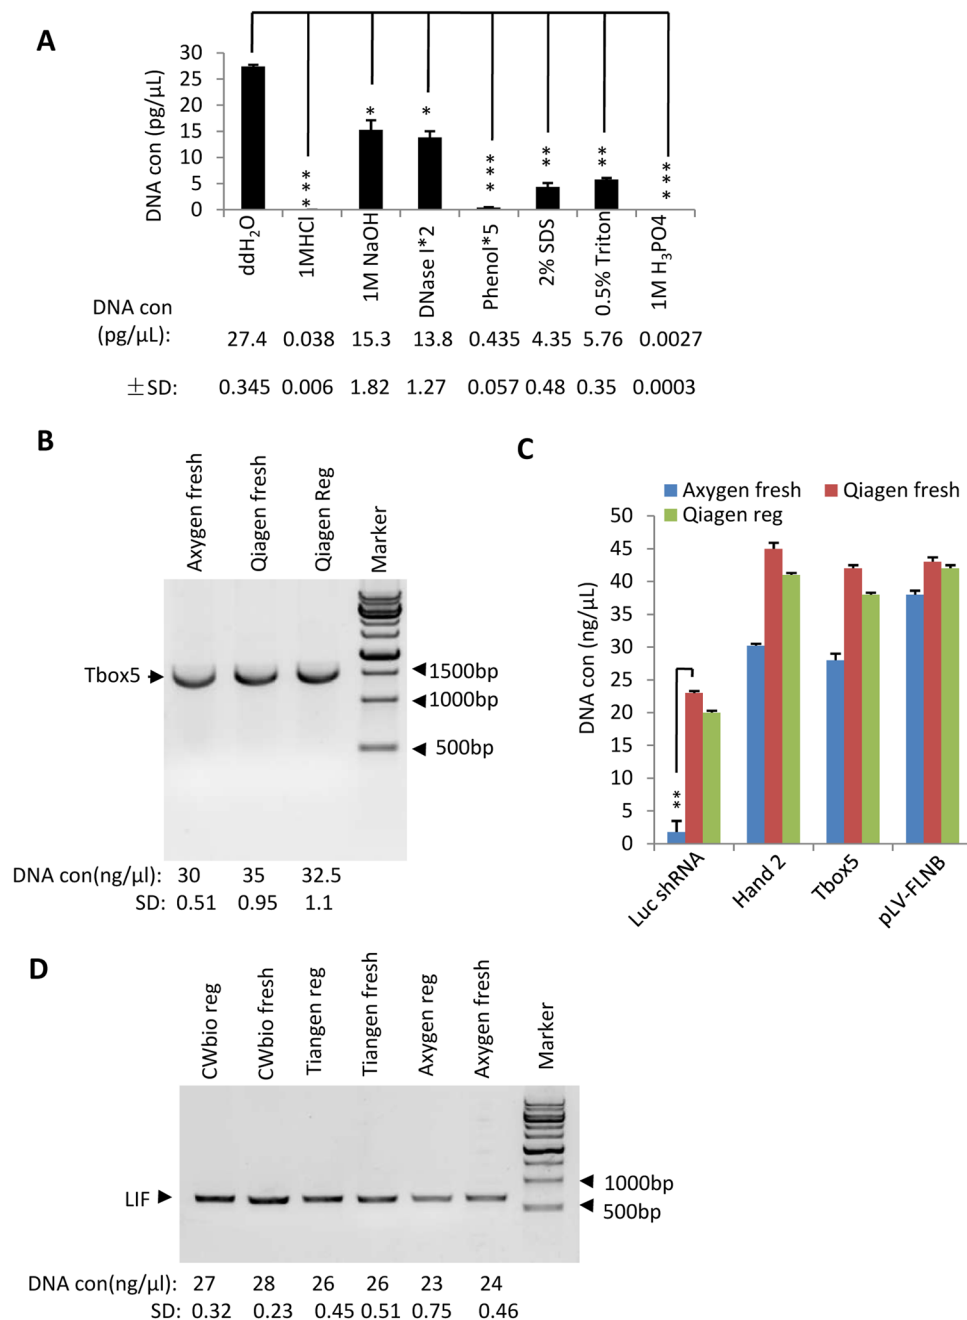 A
DNA con (pg/µL)
30
25
20
15
10
5
0
***
*
*
***
**
**
***
ddH₂O
1MHCl
1M NaOH
DNase I*2
Phenol*5
2% SDS
0.5% Triton
1M H₃PO4
DNA con
(pg/µL): 27.4 0.038 15.3 13.8 0.435 4.35 5.76 0.0027
±SD: 0.345 0.006 1.82 1.27 0.057 0.48 0.35 0.0003
B
Axygen fresh
Qiagen fresh
Qiagen Reg
Marker
Tbox5
1500bp
1000bp
500bp
DNA con(ng/µl): 30 35 32.5
SD: 0.51 0.95 1.1
C
Axygen fresh Qiagen fresh
Qiagen reg
DNA con (ng/µL)
50
45
40
35
30
25
20
15
10
5
0
**
Luc shRNA
Hand 2
Tbox5
pLV-FLNB
D
CWbio reg
CWbio fresh
Tiangen reg
Tiangen fresh
Axygen reg
Axygen fresh
Marker
LIF
1000bp
500bp
DNA con(ng/µl): 27 28 26 26 23 24
SD: 0.32 0.23 0.45 0.51 0.75 0.46